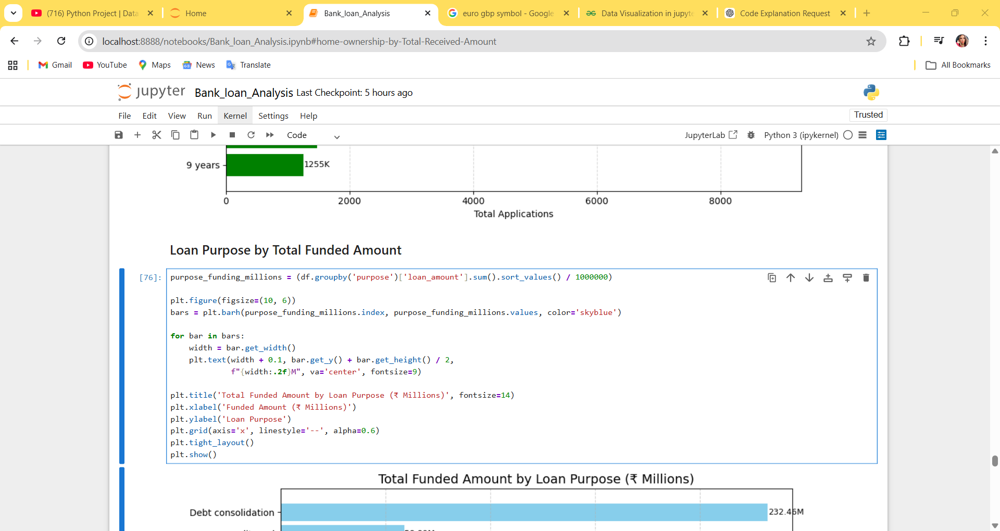 (716) Python Project | Data
Home
Bank_loan_Analysis
euro gbp symbol - Google
Data Visualization in jupyte
Code Explanation Request
localhost:8888/notebooks/Bank_loan_Analysis.ipynb#home-ownership-by-Total-Received-Amount
Gmail
YouTube
Maps
News
Translate
All Bookmarks
jupyter Bank_loan_Analysis Last Checkpoint: 5 hours ago
File Edit View Run Kernel Settings Help
Trusted
Code
JupyterLab
Python 3 (ipykernel)
9 years
1255K
0 2000 4000 6000 8000
Total Applications
Loan Purpose by Total Funded Amount
[76]: purpose_funding_millions = (df.groupby('purpose')['loan_amount'].sum().sort_values() / 1000000)
plt.figure(figsize=(10, 6))
bars = plt.barh(purpose_funding_millions.index, purpose_funding_millions.values, color='skyblue')
for bar in bars:
    width = bar.get_width()
    plt.text(width + 0.1, bar.get_y() + bar.get_height() / 2,
             f"{width:.2f}M", va='center', fontsize=9)
plt.title('Total Funded Amount by Loan Purpose (₹ Millions)', fontsize=14)
plt.xlabel('Funded Amount (₹ Millions)')
plt.ylabel('Loan Purpose')
plt.grid(axis='x', linestyle='--', alpha=0.6)
plt.tight_layout()
plt.show()
Total Funded Amount by Loan Purpose (₹ Millions)
Debt consolidation
232.46M